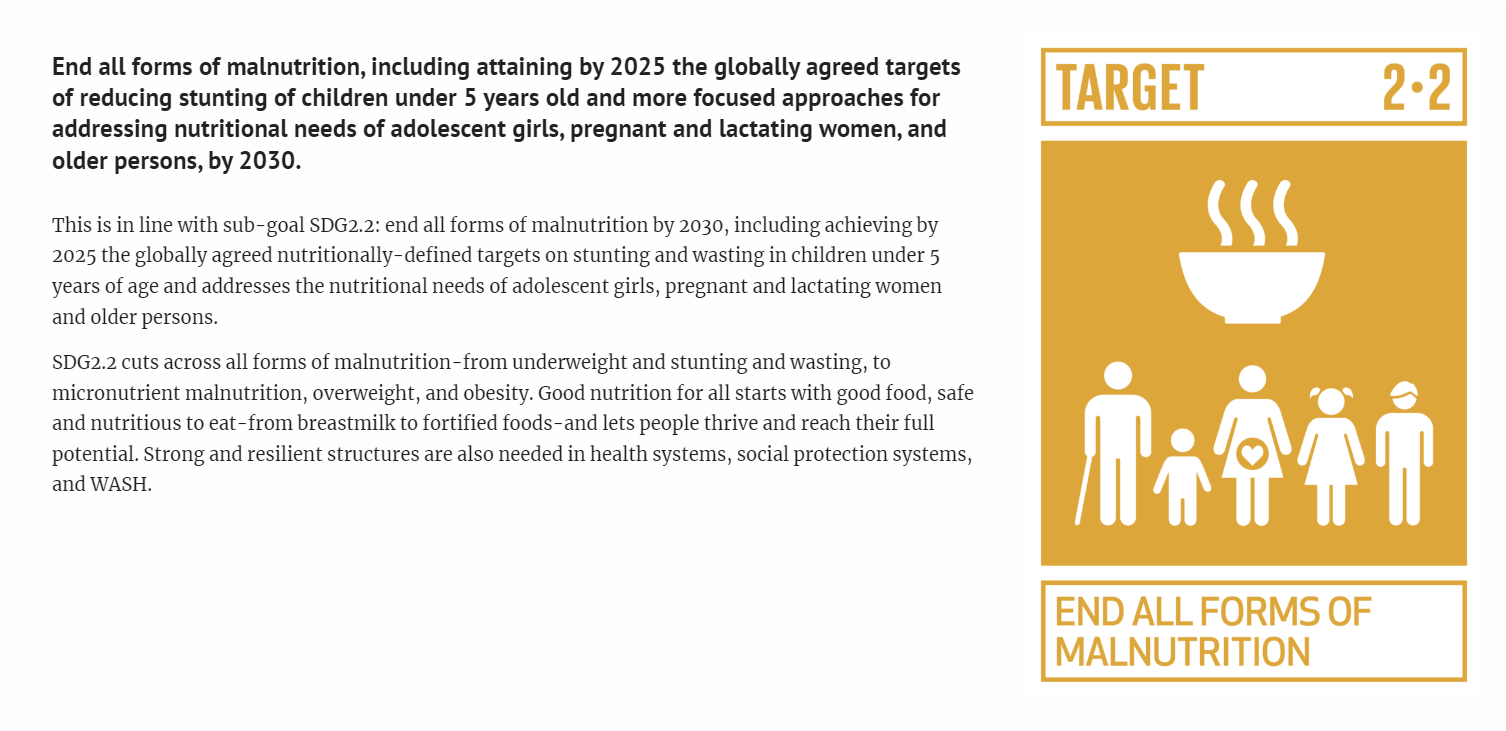 End all forms of malnutrition, including attaining by 2025 the globally agreed targets
of reducing stunting of children under 5 years old and more focused approaches for
addressing nutritional needs of adolescent girls, pregnant and lactating women, and
older persons, by 2030.
This is in line with sub-goal SDG2.2: end all forms of malnutrition by 2030, including achieving by
2025 the globally agreed nutritionally-defined targets on stunting and wasting in children under 5
years of age and addresses the nutritional needs of adolescent girls, pregnant and lactating women
and older persons.
SDG2.2 cuts across all forms of malnutrition-from underweight and stunting and wasting, to
micronutrient malnutrition, overweight, and obesity. Good nutrition for all starts with good food, safe
and nutritious to eat-from breastmilk to fortified foods-and lets people thrive and reach their full
potential. Strong and resilient structures are also needed in health systems, social protection systems,
and WASH.
TARGET 2·2
END ALL FORMS OF
MALNUTRITION